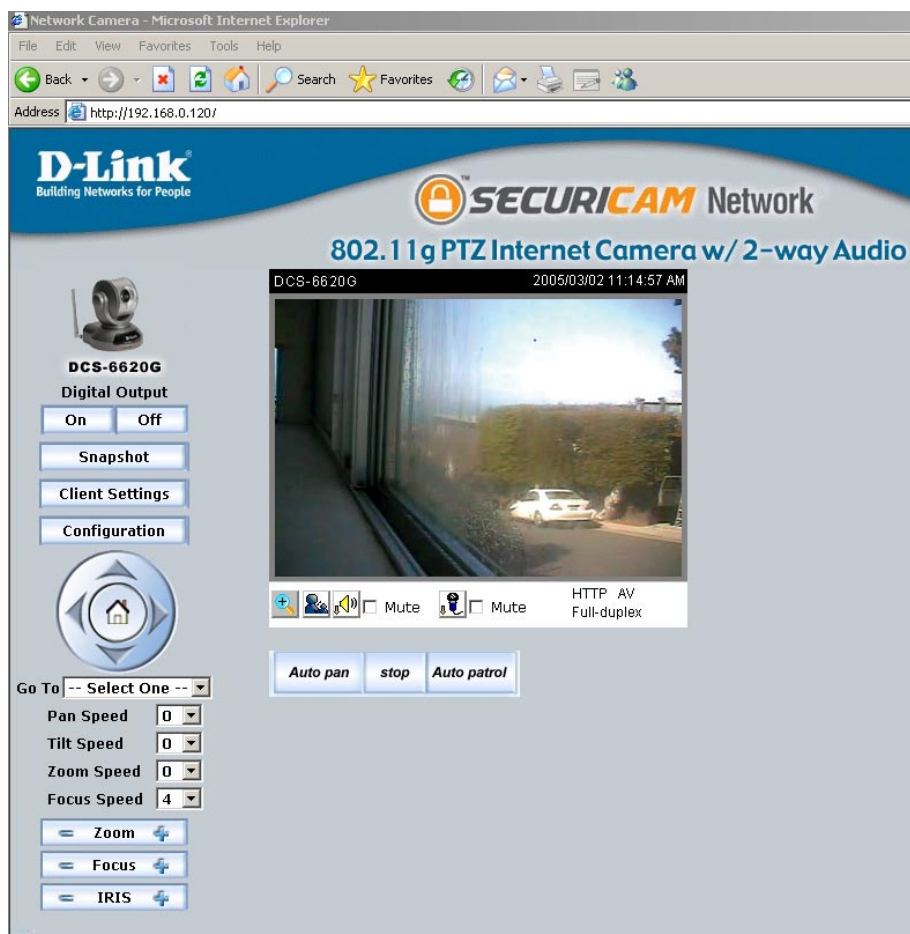 Network Camera - Microsoft Internet Explorer
File Edit View Favorites Tools Help
Back Search Favorites
Address http://192.168.0.120/
D-Link®
Building Networks for People
SECURICAM™ Network
802.11g PTZ Internet Camera w/ 2-way Audio
DCS-6620G 2005/03/02 11:14:57 AM
DCS-6620G
Digital Output
On Off
Snapshot
Client Settings
Configuration
Mute Mute HTTP AV
Full-duplex
Auto pan stop Auto patrol
Go To -- Select One --
Pan Speed 0
Tilt Speed 0
Zoom Speed 0
Focus Speed 4
Zoom
Focus
IRIS